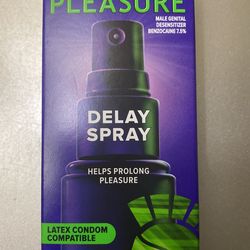 PLEASURE
MALE GENITAL
DESENSITIZER
BENZOCAINE 7.5%
DELAY
SPRAY
HELPS PROLONG
PLEASURE
LATEX CONDOM
COMPATIBLE